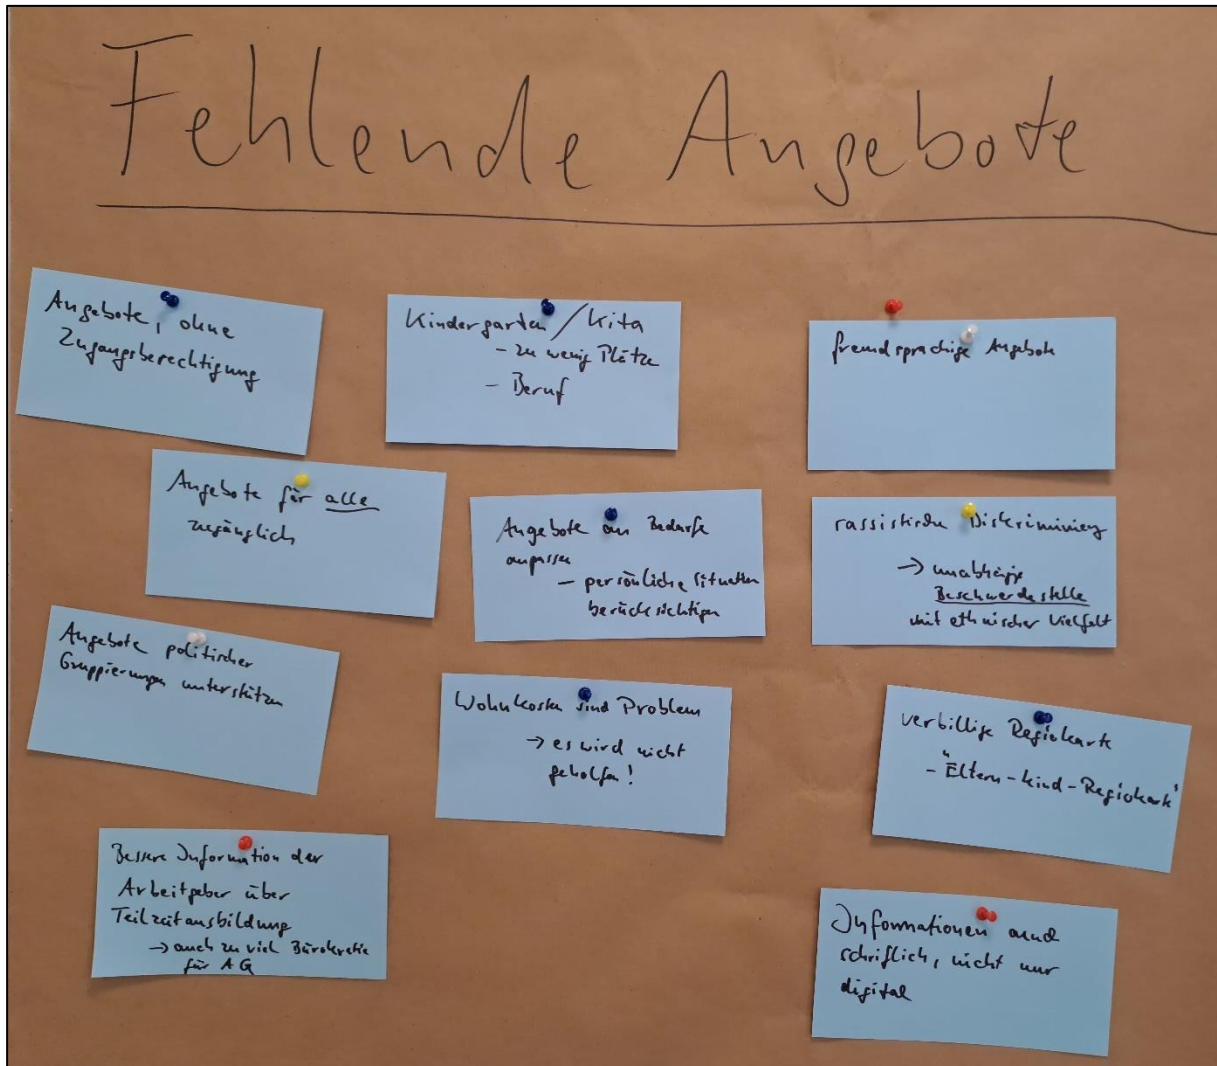 Fehlende Angebote
Angebote, ohne
Zugangsberechtigung
Kindergarten / Kita
- zu wenig Plätze
- Beruf
fremdsprachige Angebote
Angebote für alle
zugänglich
Angebote an Bedarfe
anpassen
- persönliche Situation
berücksichtigen
rassistische Diskriminierung
→ unabhängige
Beschwerdestelle
mit ethnischer Vielfalt
Angebote politischer
Gruppierungen unterstützen
Wohnkosten sind Problem
→ es wird nicht
geholfen!
verbillige Regiokarte
- "Eltern-Kind-Regiokarte"
Bessere Information der
Arbeitgeber über
Teilzeitausbildung
→ auch zu viel Bürokratie
für AG
Informationen auch
schriflich, nicht nur
digital